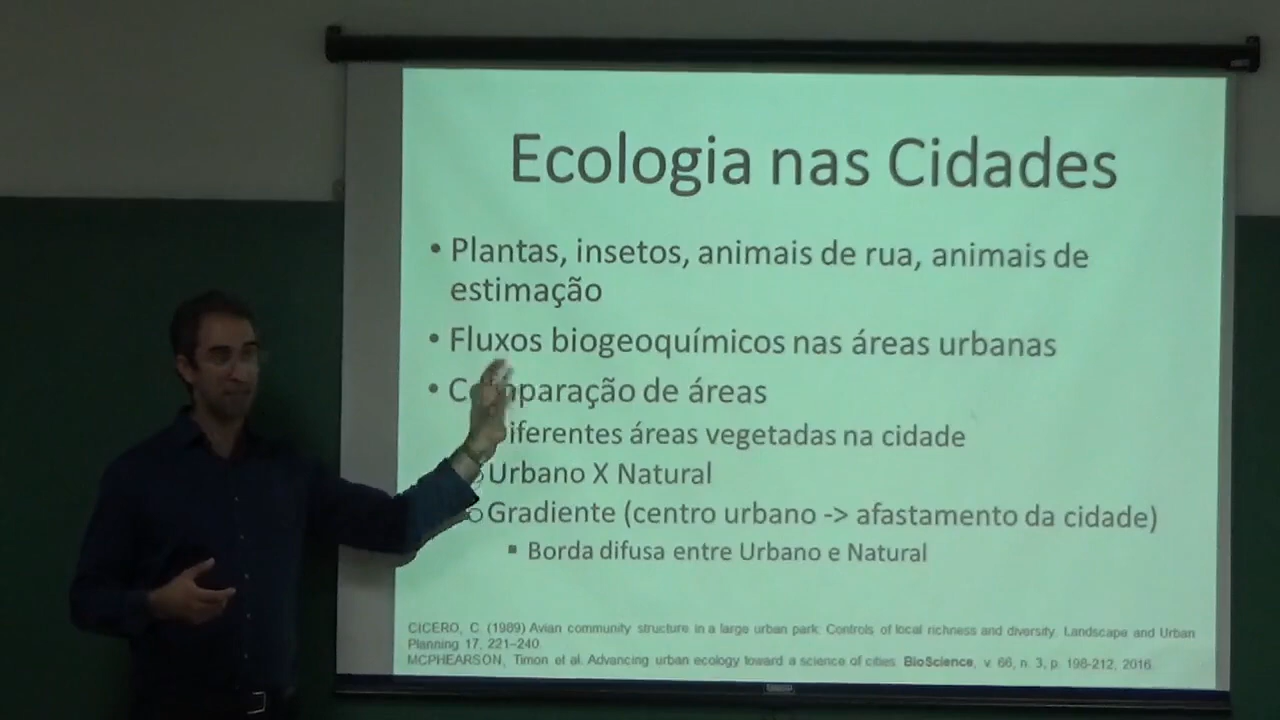 Ecologia nas Cidades
• Plantas, insetos, animais de rua, animais de
estimação
• Fluxos biogeoquímicos nas áreas urbanas
• Comparação de áreas
Diferentes áreas vegetadas na cidade
Urbano X Natural
Gradiente (centro urbano -> afastamento da cidade)
▪ Borda difusa entre Urbano e Natural
CICERO, C. (1989) Avian community structure in a large urban park: Controls of local richness and diversity. Landscape and Urban
Planning 17, 221–240.
MCPHEARSON, Timon et al. Advancing urban ecology toward a science of cities. BioScience, v. 66, n. 3, p. 198-212, 2016.